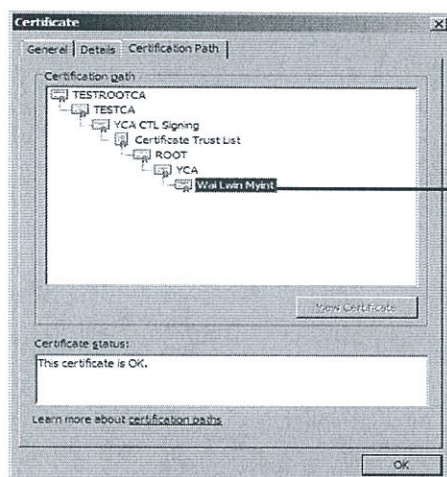 Certificate
General Details Certification Path
Certification path
TESTROOTCA
TESTCA
YCA CTL Signing
Certificate Trust List
ROOT
YCA
Wai Lwin Myint
View Certificate
Certificate status:
This certificate is OK.
Learn more about certification paths
OK